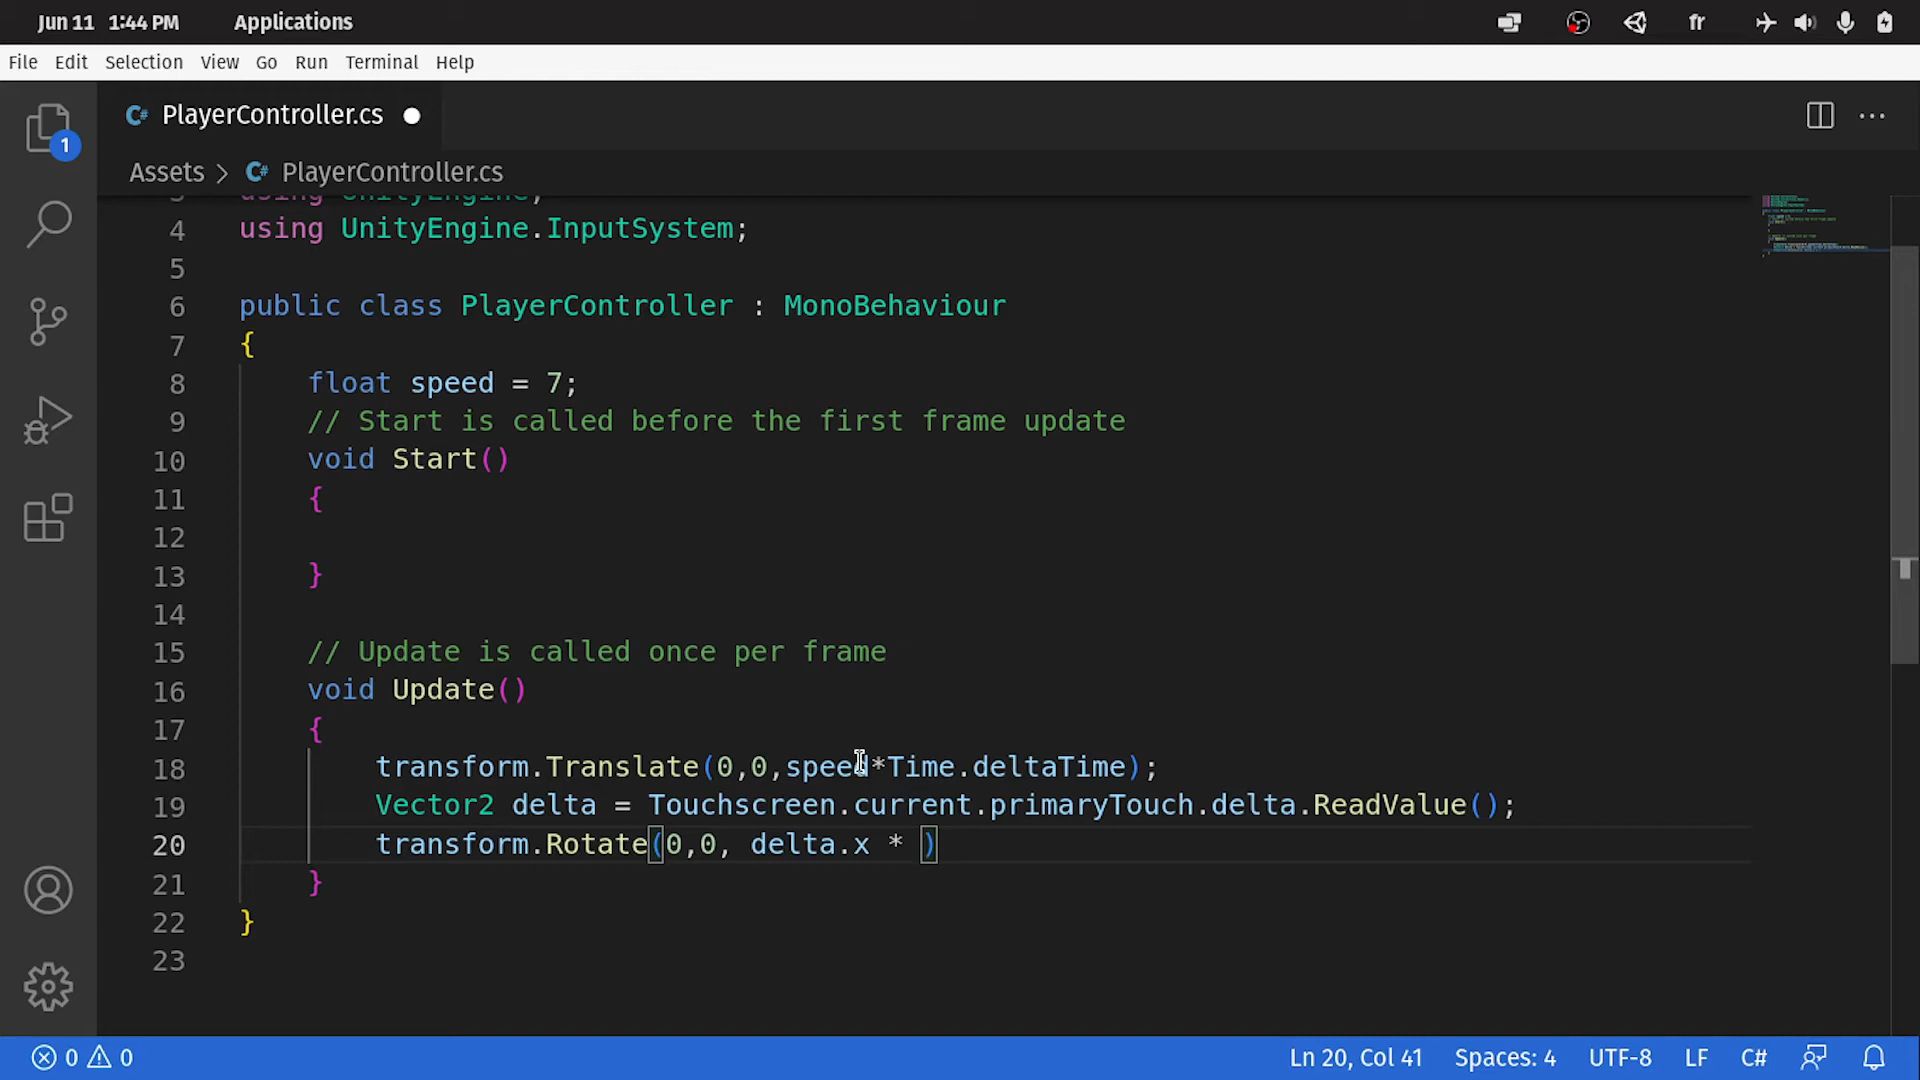 Jun 11 1:44 PM Applications fr
File Edit Selection View Go Run Terminal Help
PlayerController.cs
Assets > PlayerController.cs
3 using UnityEngine;
4 using UnityEngine.InputSystem;
5
6 public class PlayerController : MonoBehaviour
7 {
8 float speed = 7;
9 // Start is called before the first frame update
10 void Start()
11 {
12
13 }
14
15 // Update is called once per frame
16 void Update()
17 {
18 transform.Translate(0,0,speed*Time.deltaTime);
19 Vector2 delta = Touchscreen.current.primaryTouch.delta.ReadValue();
20 transform.Rotate(0,0, delta.x * )
21 }
22 }
23
1
0 0 Ln 20, Col 41 Spaces: 4 UTF-8 LF C#